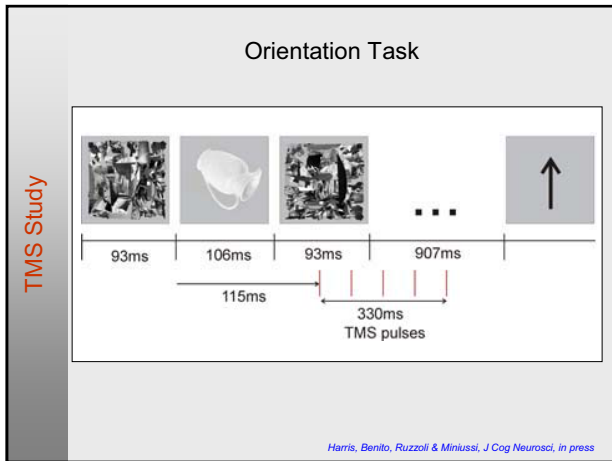 Orientation Task
TMS Study
...
93ms 106ms 93ms 907ms
115ms
330ms
TMS pulses
Harris, Benito, Ruzzoli & Miniussi, J Cog Neurosci, in press